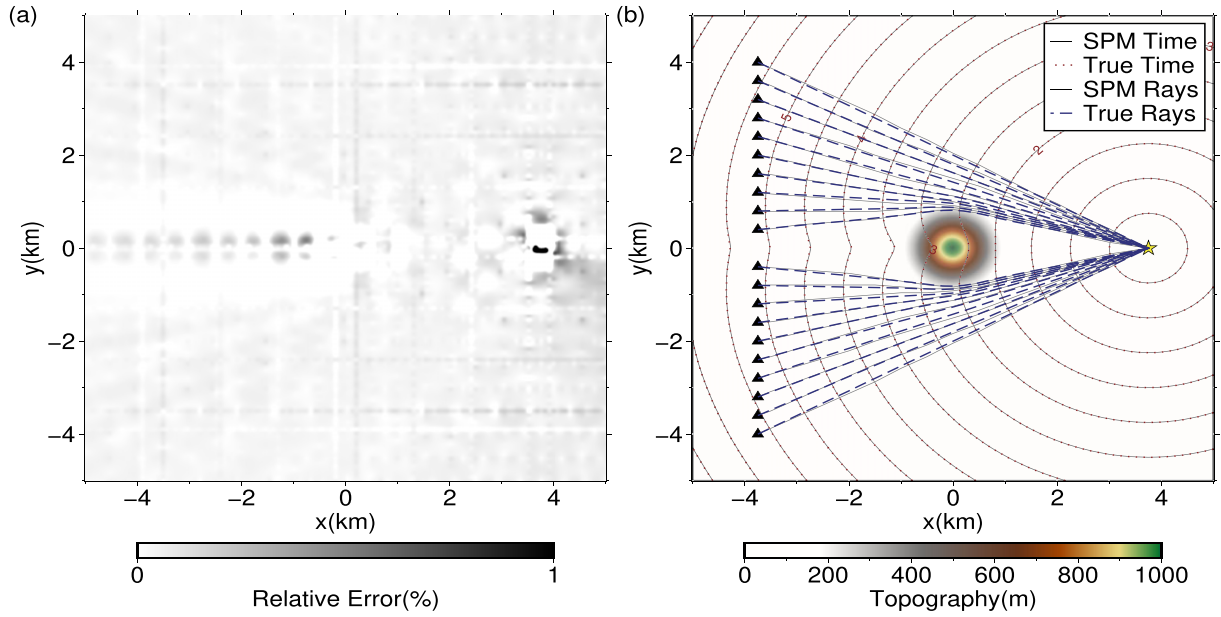 (a)
4
2
0
−2
−4
y(km)
−4 −2 0 2 4
x(km)
0 1
Relative Error(%)
(b)
SPM Time
True Time
SPM Rays
True Rays
3
5
4
2
3
4
2
0
−2
−4
y(km)
−4 −2 0 2 4
x(km)
0 200 400 600 800 1000
Topography(m)